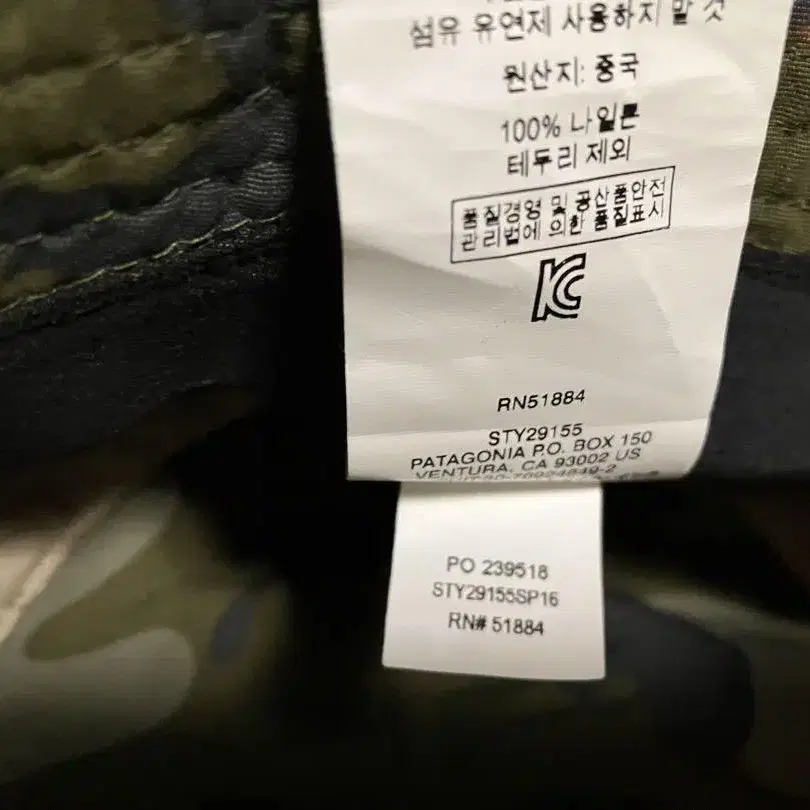 섬유 유연제 사용하지 말 것
원산지: 중국
100% 나일론
테두리 제외
품질경영 및 공산품안전
관리법에 의한 품질표시
KC
RN51884
STY29155
PATAGONIA P.O. BOX 150
VENTURA, CA 93002 US
PO 239518
STY29155SP16
RN# 51884